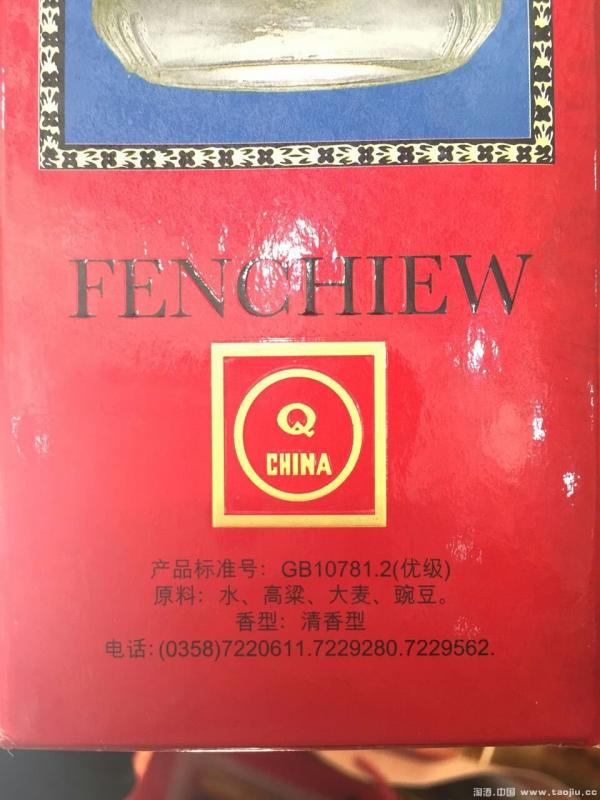 FENCHIEW
Q
CHINA
产品标准号：GB10781.2(优级)
原料：水、高粱、大麦、豌豆。
香型：清香型
电话:(0358)7220611.7229280.7229562.
淘酒.中国 www.taojiu.cc